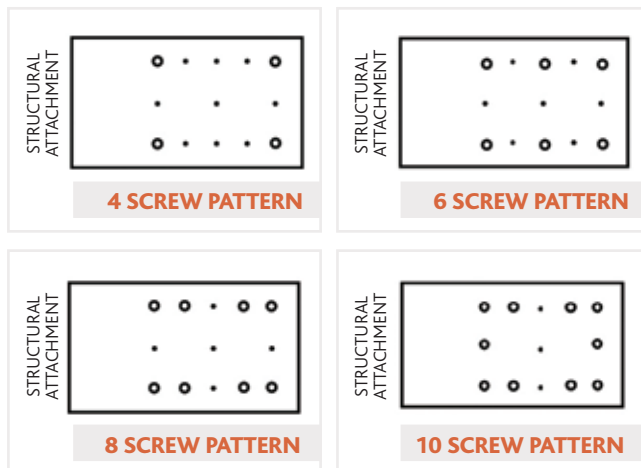 STRUCTURAL
ATTACHMENT
4 SCREW PATTERN
STRUCTURAL
ATTACHMENT
6 SCREW PATTERN
STRUCTURAL
ATTACHMENT
8 SCREW PATTERN
STRUCTURAL
ATTACHMENT
10 SCREW PATTERN